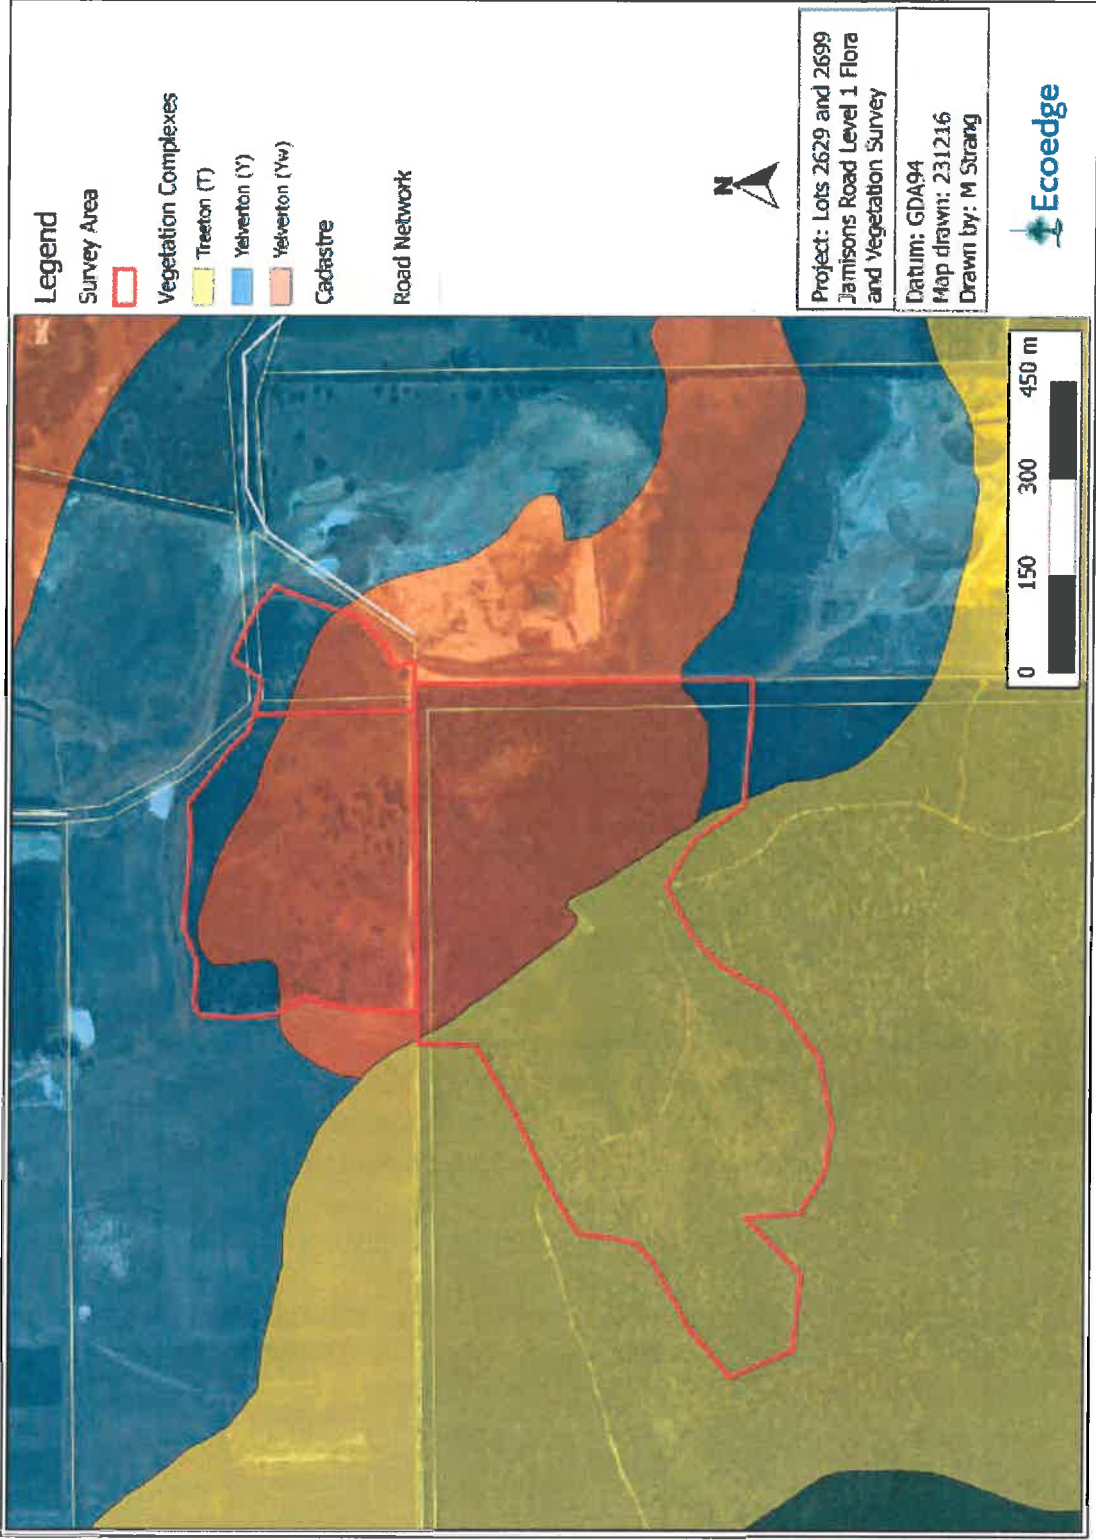 Legend
Survey Area
Vegetation Complexes
Treeton (T)
Yelverton (Y)
Yelverton (Yw)
Cadastre
Road Network
N
Project: Lots 2629 and 2699
Jamisons Road Level 1 Flora
and Vegetation Survey
Datum: GDA94
Map drawn: 231216
Drawn by: M Strang
Ecoedge
0 150 300 450 m